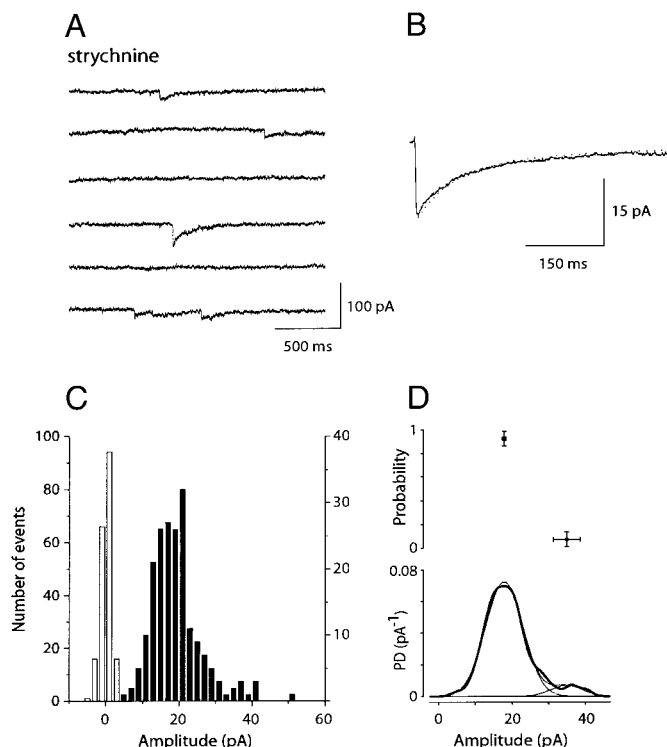 A
B
strychnine
15 pA
150 ms
100 pA
500 ms
C
D
100
80
60
40
20
0
Number of events
40
30
20
10
0
20
40
60
Amplitude (pA)
1
0
Probability
0.08
0
PD (pA⁻¹)
0
20
40
Amplitude (pA)